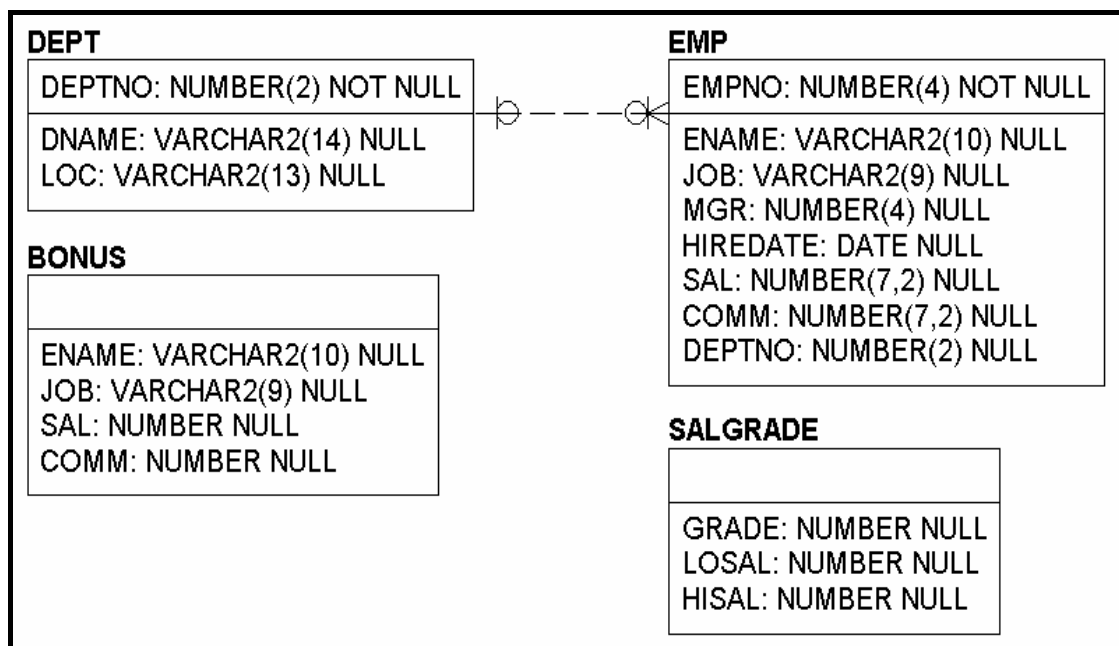 DEPT
DEPTNO: NUMBER(2) NOT NULL
DNAME: VARCHAR2(14) NULL
LOC: VARCHAR2(13) NULL
EMP
EMPNO: NUMBER(4) NOT NULL
ENAME: VARCHAR2(10) NULL
JOB: VARCHAR2(9) NULL
MGR: NUMBER(4) NULL
HIREDATE: DATE NULL
SAL: NUMBER(7,2) NULL
COMM: NUMBER(7,2) NULL
DEPTNO: NUMBER(2) NULL
BONUS
ENAME: VARCHAR2(10) NULL
JOB: VARCHAR2(9) NULL
SAL: NUMBER NULL
COMM: NUMBER NULL
SALGRADE
GRADE: NUMBER NULL
LOSAL: NUMBER NULL
HISAL: NUMBER NULL